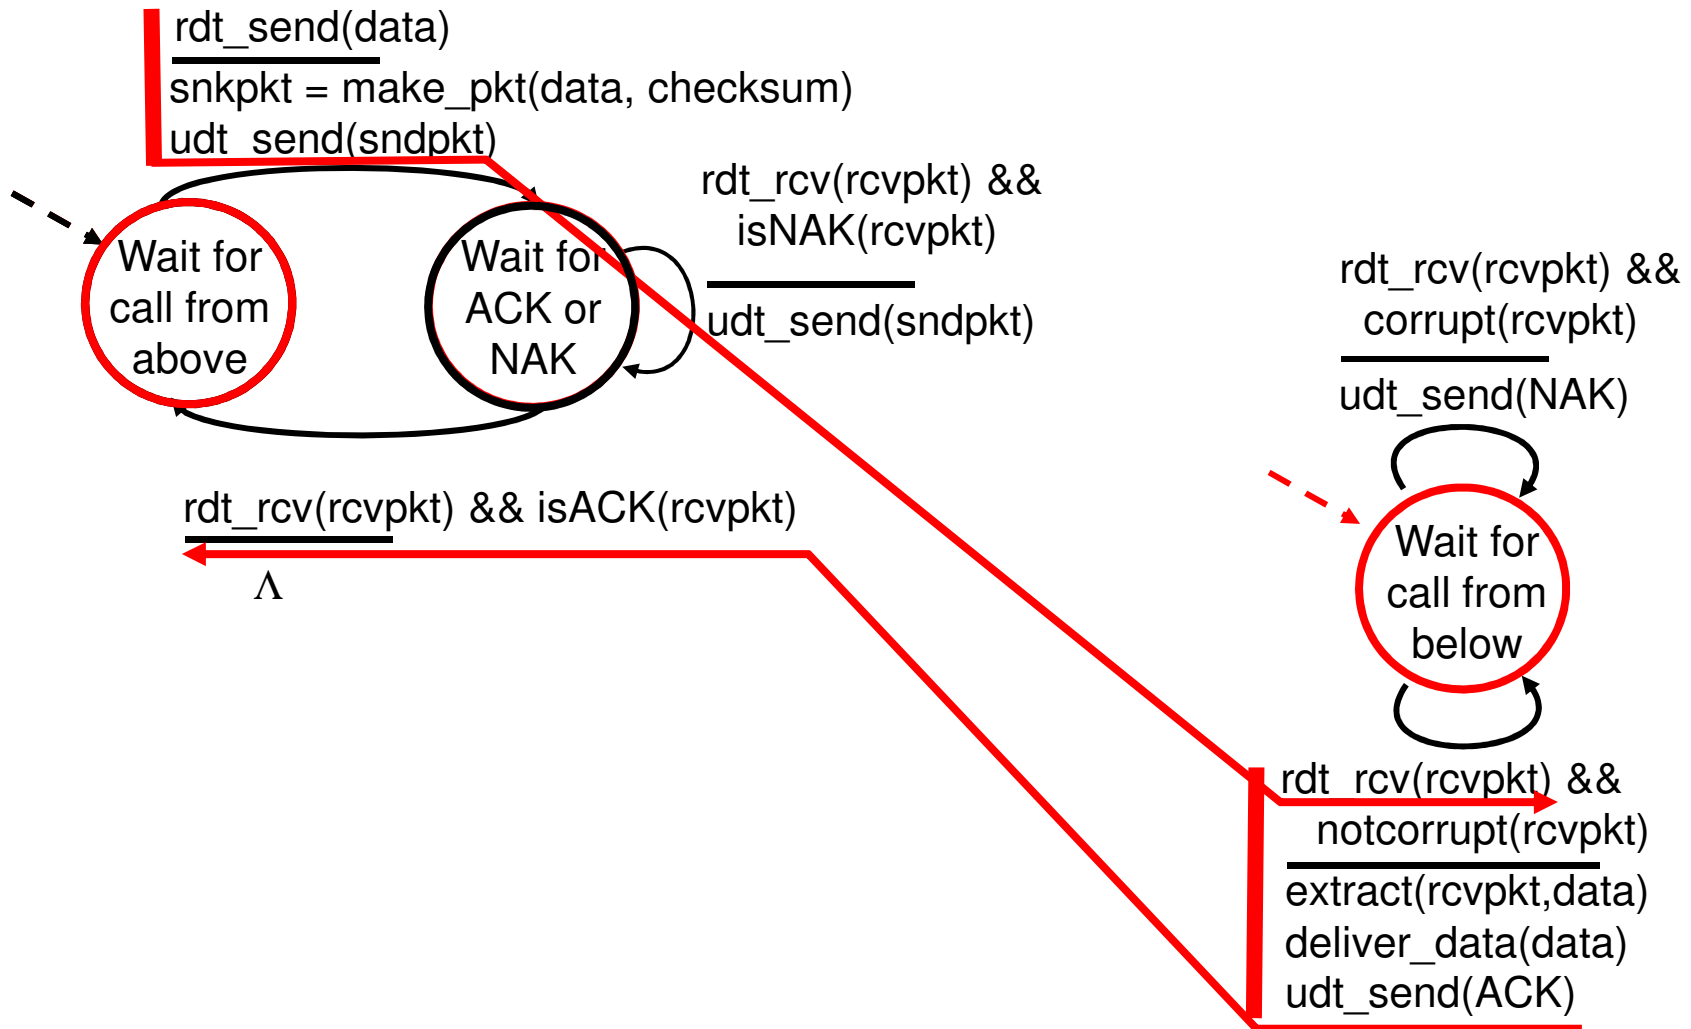 rdt_send(data)
snkpkt = make_pkt(data, checksum)
udt_send(sndpkt)
rdt_rcv(rcvpkt) &&
isNAK(rcvpkt)
udt_send(sndpkt)
Wait for
call from
above
Wait for
ACK or
NAK
rdt_rcv(rcvpkt) && isACK(rcvpkt)
Λ
rdt_rcv(rcvpkt) &&
corrupt(rcvpkt)
udt_send(NAK)
Wait for
call from
below
rdt_rcv(rcvpkt) &&
notcorrupt(rcvpkt)
extract(rcvpkt,data)
deliver_data(data)
udt_send(ACK)